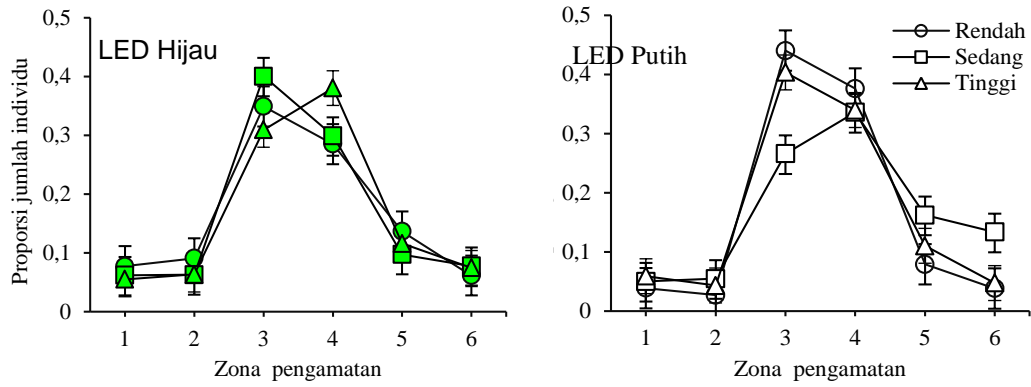 LED Hijau
Proporsi jumlah individu
0,5
0,4
0,3
0,2
0,1
0
1 2 3 4 5 6
Zona pengamatan
LED Putih
0,5
0,4
0,3
0,2
0,1
0
1 2 3 4 5 6
Zona pengamatan
Rendah
Sedang
Tinggi